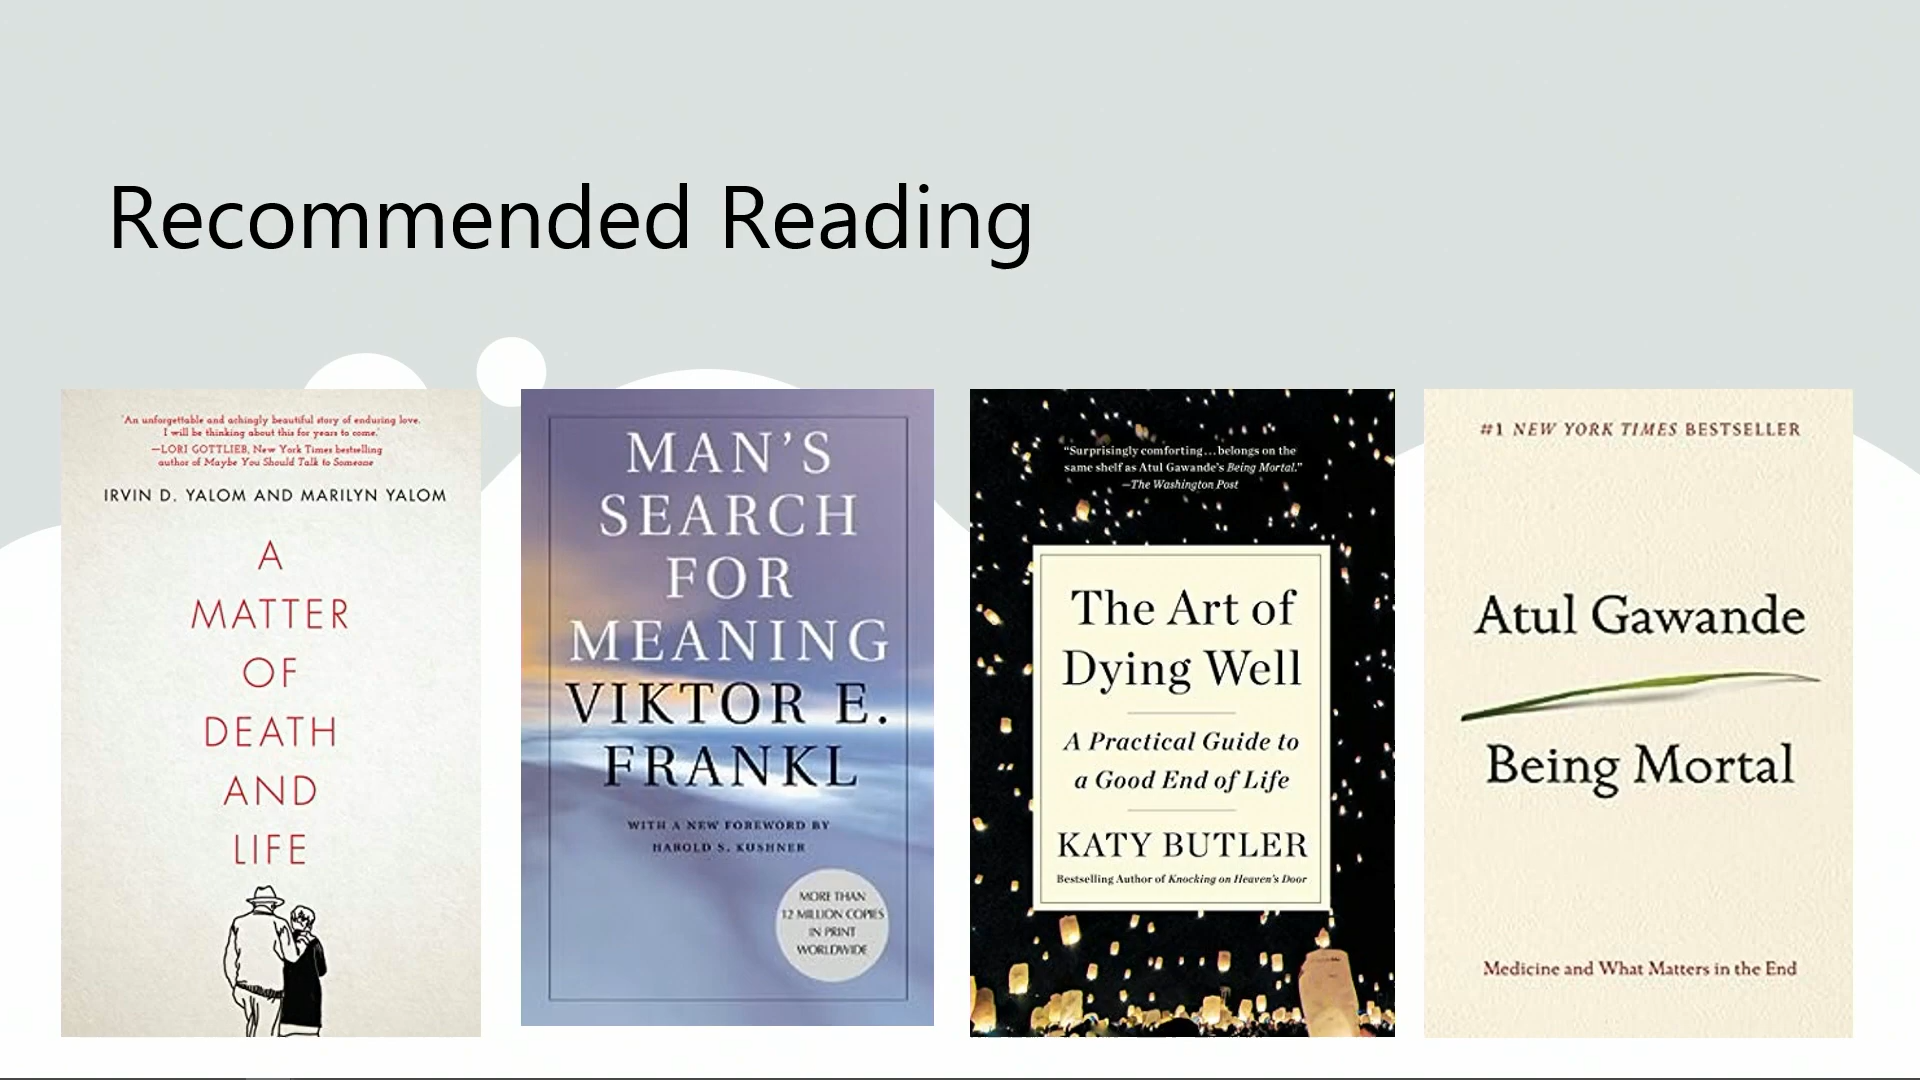 Recommended Reading
'An unforgettable and achingly beautiful story of enduring love.
I will be thinking about this for years to come.'
—LORI GOTTLIEB, New York Times bestselling
author of Maybe You Should Talk to Someone
IRVIN D. YALOM AND MARILYN YALOM
A
MATTER
OF
DEATH
AND
LIFE
MAN'S
SEARCH
FOR
MEANING
VIKTOR E.
FRANKL
WITH A NEW FOREWORD BY
HAROLD S. KUSHNER
MORE THAN
12 MILLION COPIES
IN PRINT
WORLDWIDE
“Surprisingly comforting...belongs on the
same shelf as Atul Gawande's Being Mortal.”
—The Washington Post
The Art of
Dying Well
A Practical Guide to
a Good End of Life
KATY BUTLER
Bestselling Author of Knocking on Heaven's Door
#1 NEW YORK TIMES BESTSELLER
Atul Gawande
Being Mortal
Medicine and What Matters in the End